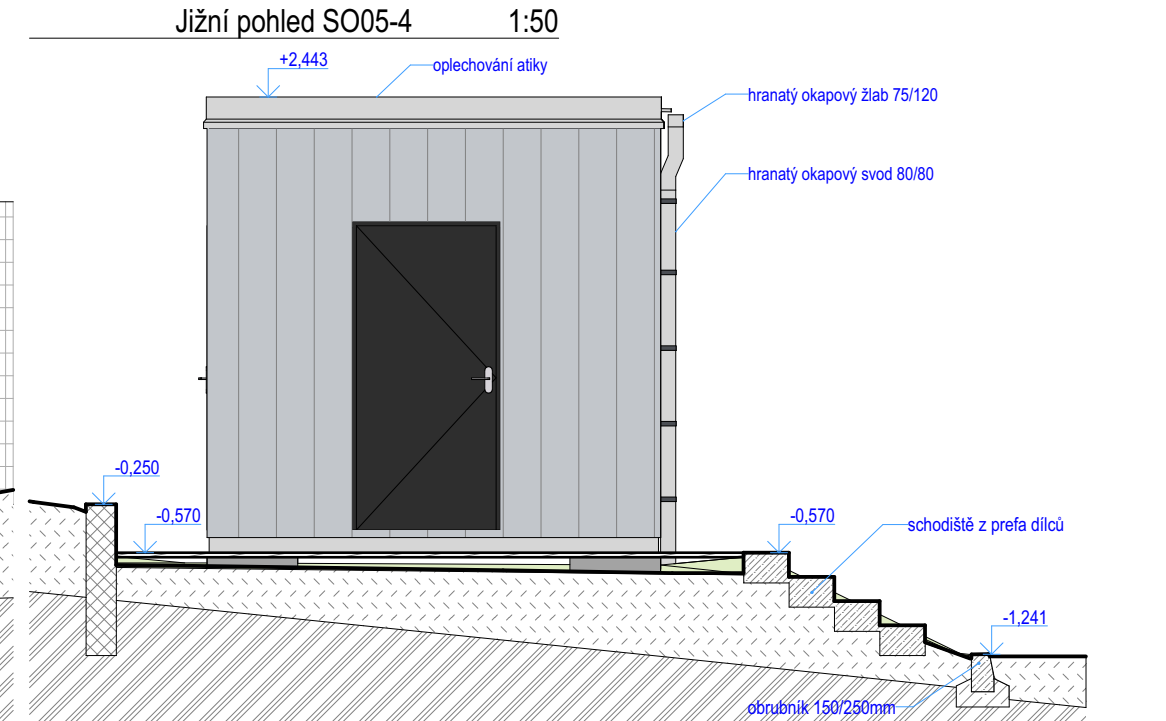 Jižní pohled SO05-4 1:50
+2,443
oplechování atiky
hranatý okapový žlab 75/120
hranatý okapový svod 80/80
-0,250
-0,570
-0,570
schodiště z prefa dílců
-1,241
obrubník 150/250mm